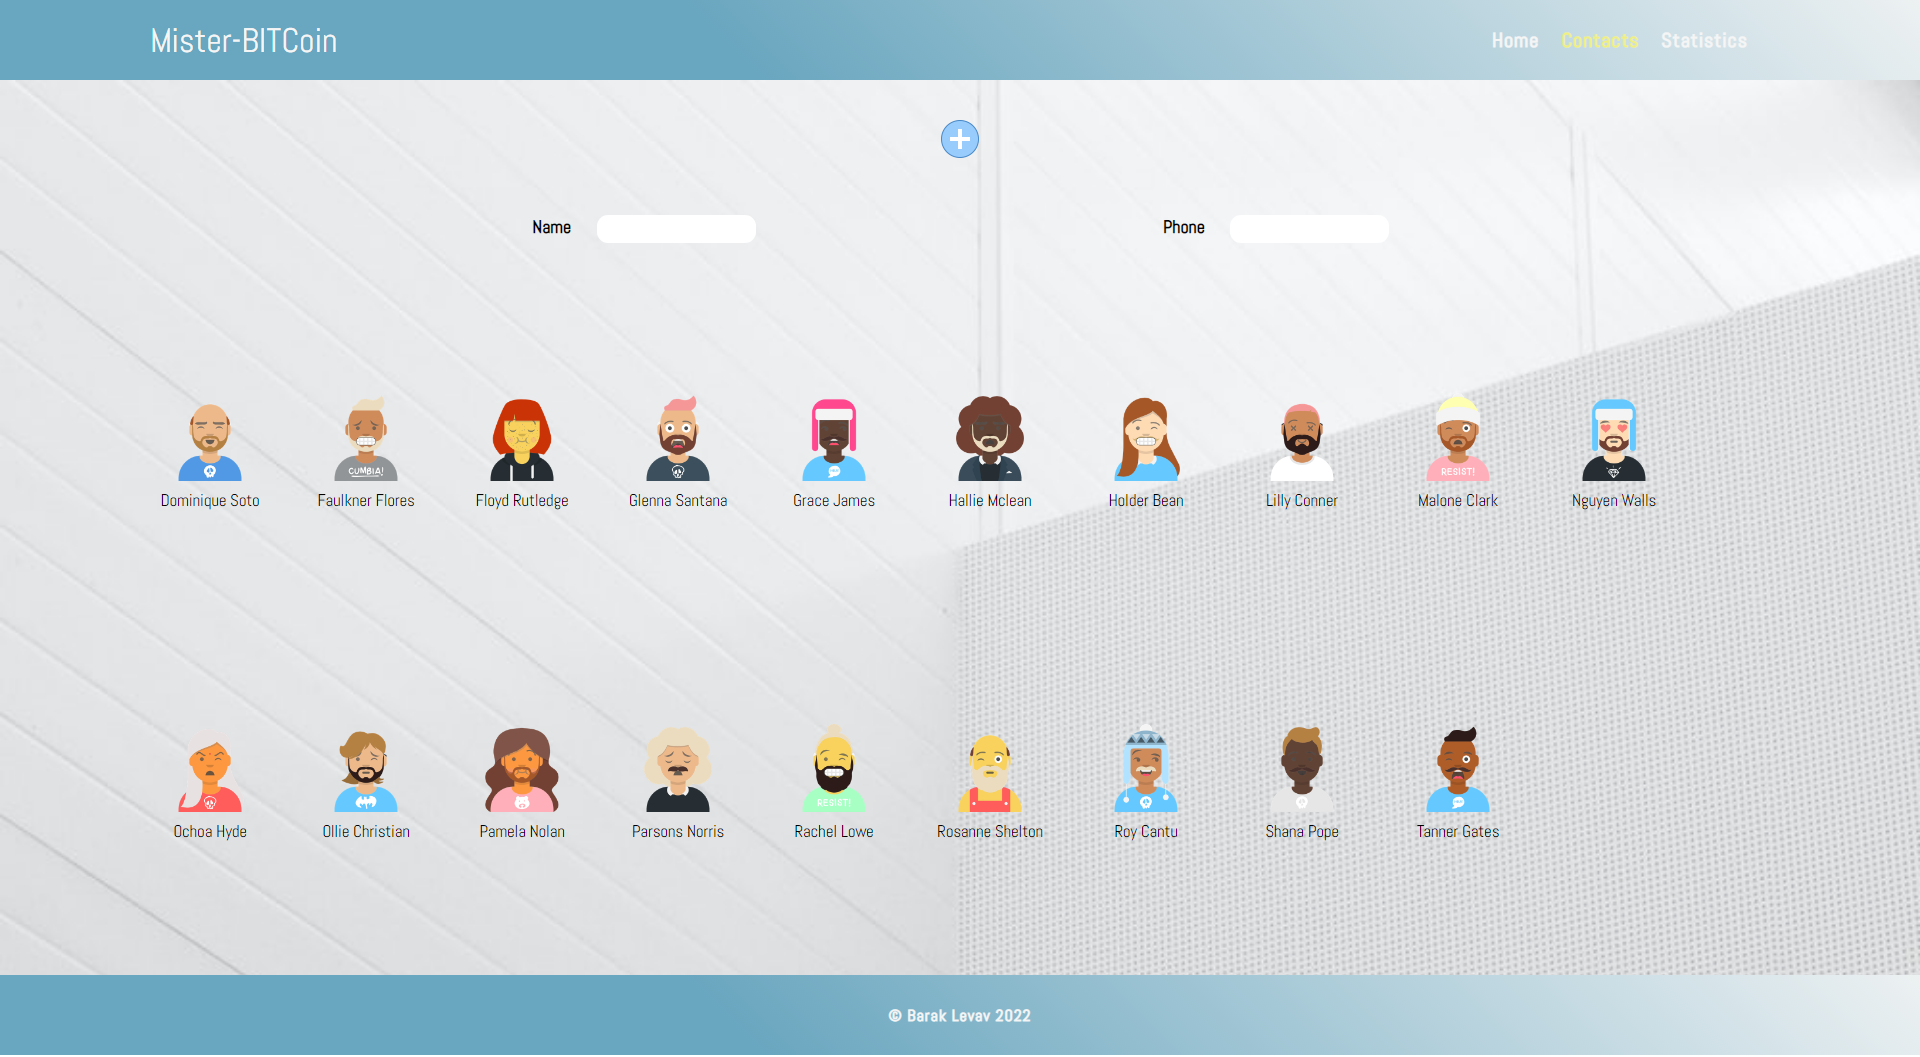 Mister-BITCoin
Home Contacts Statistics
Name
Phone
CUMBIA!
RESIST!
Dominique Soto
Faulkner Flores
Floyd Rutledge
Glenna Santana
Grace James
Hallie Mclean
Holder Bean
Lilly Conner
Malone Clark
Nguyen Walls
RESIST!
Ochoa Hyde
Ollie Christian
Pamela Nolan
Parsons Norris
Rachel Lowe
Rosanne Shelton
Roy Cantu
Shana Pope
Tanner Gates
© Barak Levav 2022